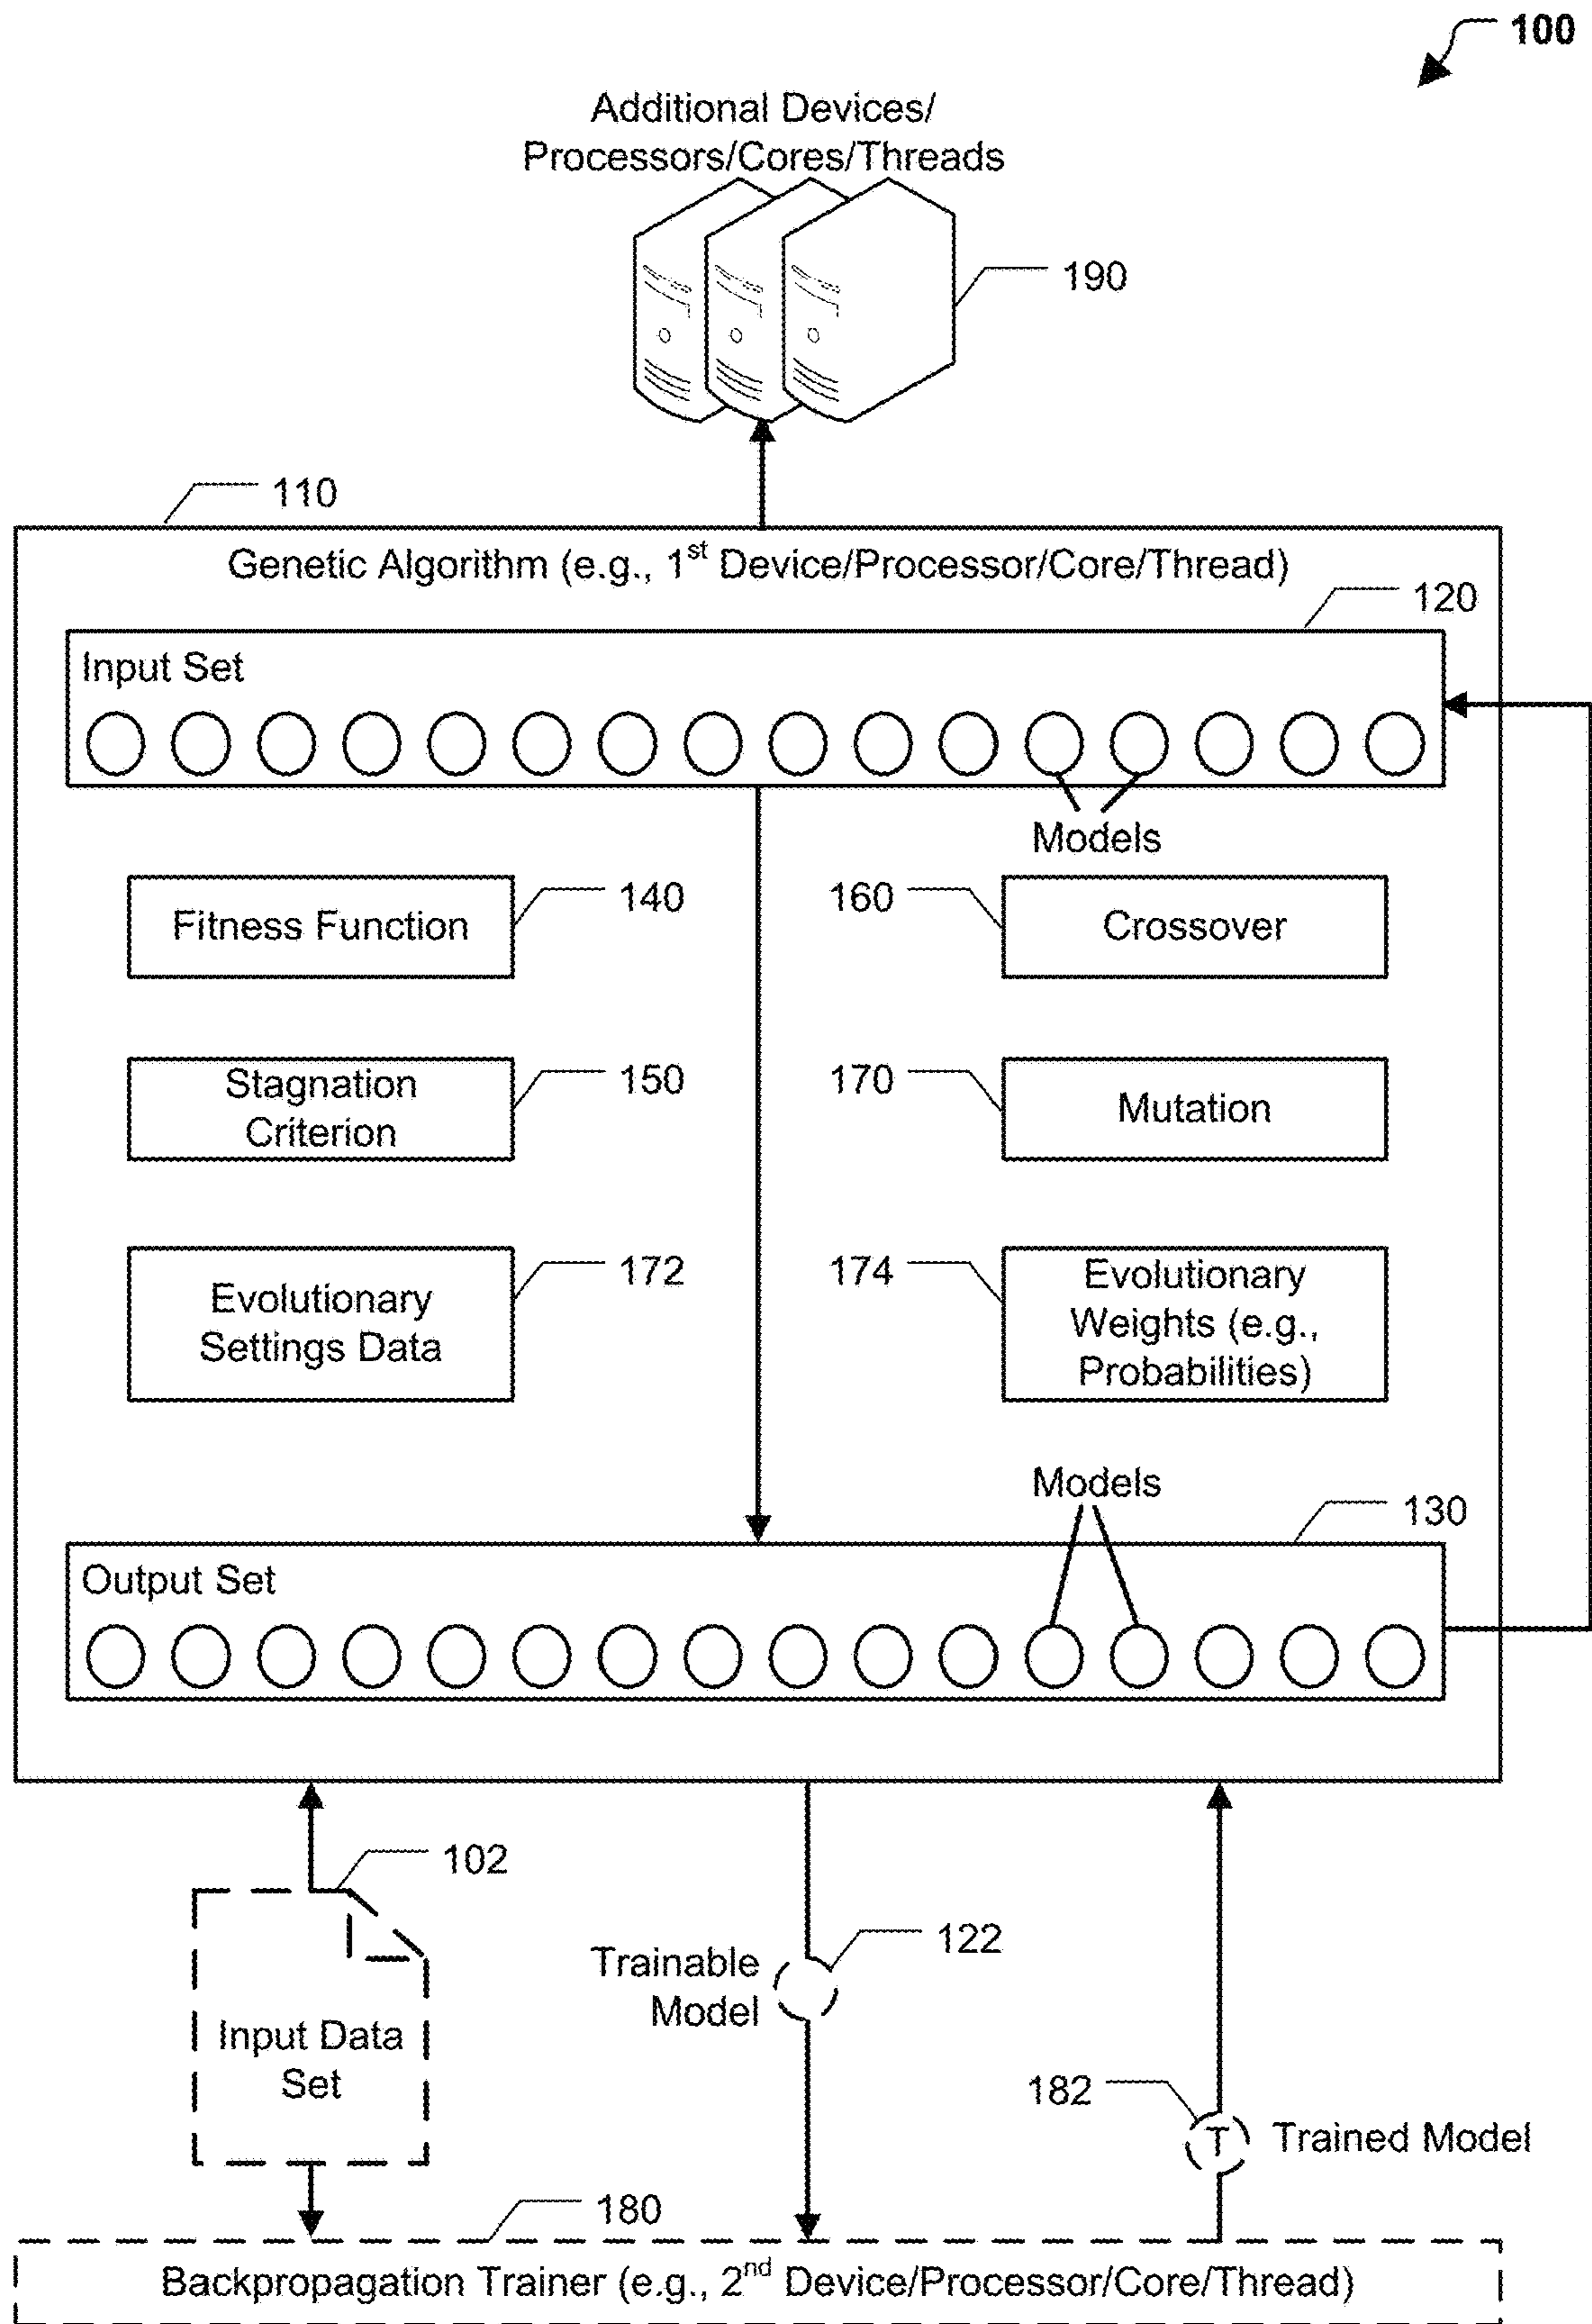 100
Additional Devices/
Processors/Cores/Threads
190
110
Genetic Algorithm (e.g., 1st Device/Processor/Core/Thread)
120
Input Set
Models
Fitness Function
140
160
Crossover
Stagnation
Criterion
150
170
Mutation
Evolutionary
Settings Data
172
174
Evolutionary
Weights (e.g.,
Probabilities)
Models
130
Output Set
102
Input Data
Set
Trainable
Model
122
182
T
Trained Model
180
Backpropagation Trainer (e.g., 2nd Device/Processor/Core/Thread)